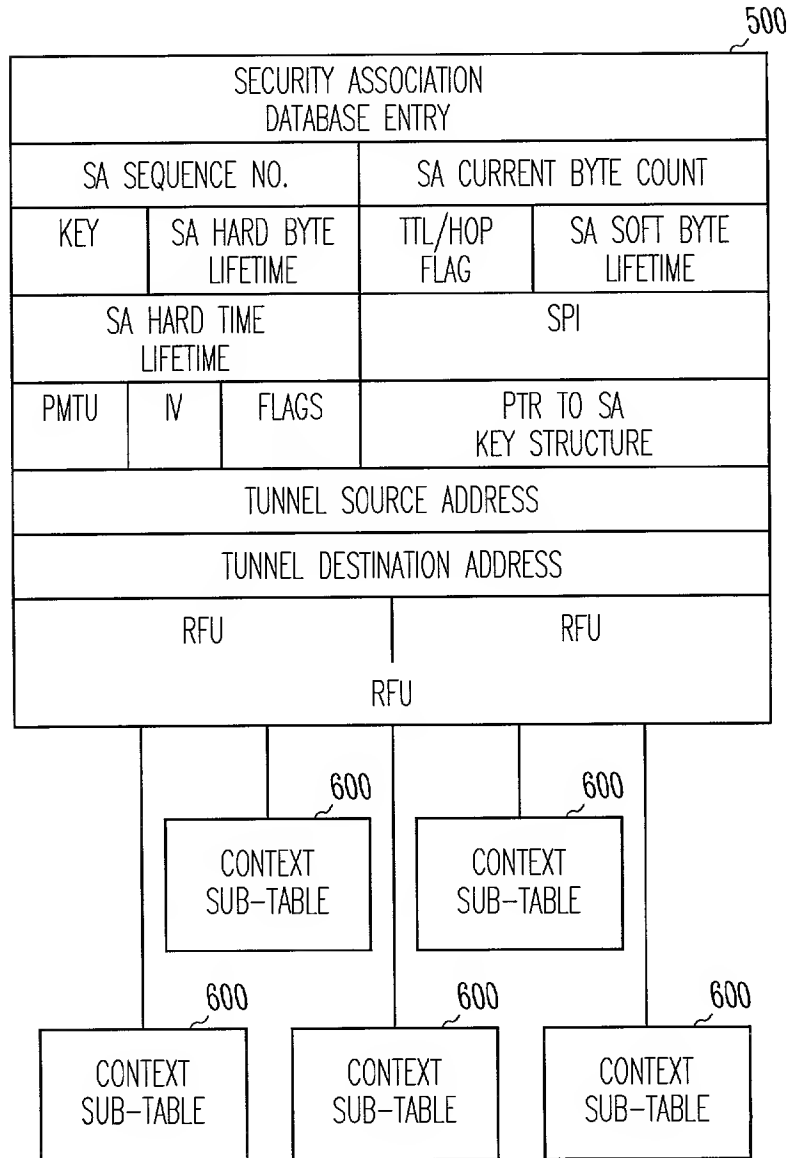 500
SECURITY ASSOCIATION
DATABASE ENTRY
SA SEQUENCE NO.
SA CURRENT BYTE COUNT
KEY
SA HARD BYTE
LIFETIME
TTL/HOP
FLAG
SA SOFT BYTE
LIFETIME
SA HARD TIME
LIFETIME
SPI
PMTU
IV
FLAGS
PTR TO SA
KEY STRUCTURE
TUNNEL SOURCE ADDRESS
TUNNEL DESTINATION ADDRESS
RFU
RFU
RFU
600
CONTEXT
SUB-TABLE
600
CONTEXT
SUB-TABLE
600
CONTEXT
SUB-TABLE
600
CONTEXT
SUB-TABLE
600
CONTEXT
SUB-TABLE